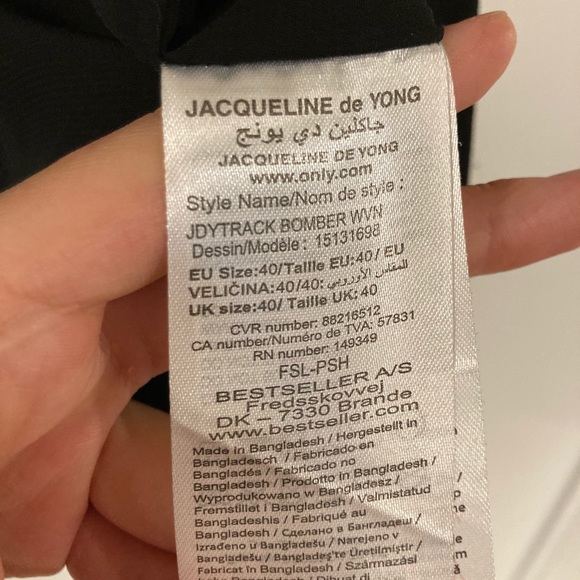 JACQUELINE de YONG
جاكلين دي يونج
JACQUELINE DE YONG
www.only.com
Style Name/Nom de style :
JDYTRACK BOMBER WVN
Dessin/Modèle : 15131698
EU Size:40/Taille EU:40/ EU
VELIČINA:40/40: المقاس الأوروبي
UK size:40/ Taille UK: 40
CVR number: 88216512
CA number/Numéro de TVA: 57831
RN number: 149349
FSL-PSH
BESTSELLER A/S
Fredsskovvej
DK - 7330 Brande
www.bestseller.com
Made in Bangladesh / Hergestellt in
Bangladesch / Fabricado en
Bangladés / Fabricado no
Bangladesh / Prodotto in Bangladesh /
Wyprodukowano w Bangladesz /
Fremstillet i Bangladesh / Valmistatud
Bangladeshis / Fabriqué au
Bangladesh / Сделано в Бангладеш /
Izrađeno u Bangladešu / Narejeno v
Bangladešu / Bangladeş'te Üretilmiştir /
Fabricat în Bangladesh / Származási
Dibuat di